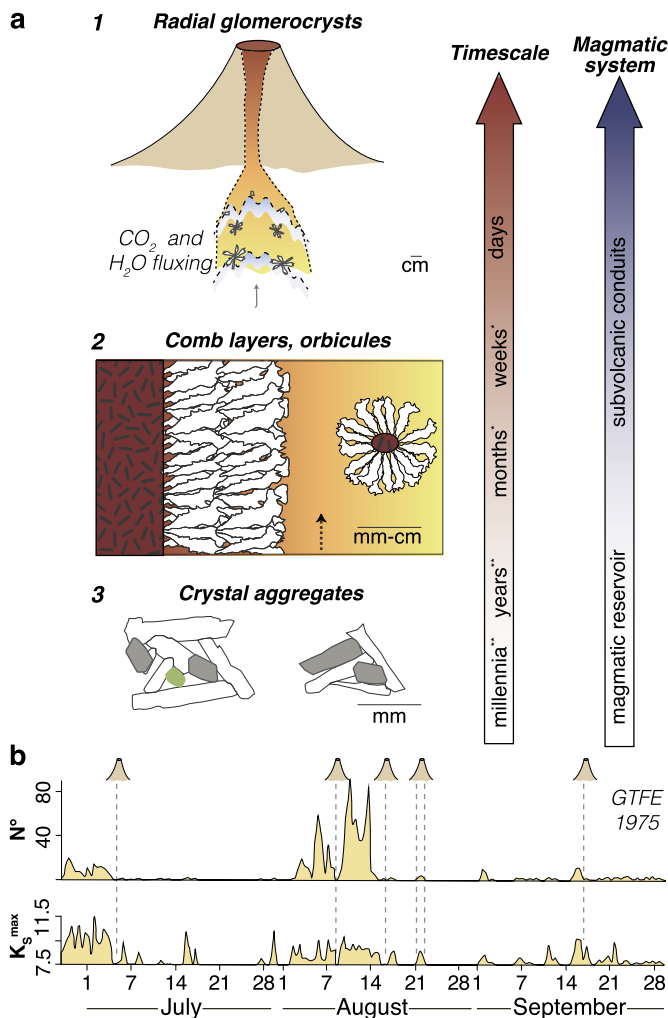 a
1 Radial glomerocrysts
Timescale
Magmatic
system
CO2 and
H2O fluxing
cm
2 Comb layers, orbicules
mm-cm
3 Crystal aggregates
mm
millennia** years** months* weeks* days
magmatic reservoir subvolcanic conduits
b
GTFE
1975
N°
80
40
Ksmax
11.5
7.5
1 7 14 21 28 1 7 14 21 28 1 7 14 21 28
July August September